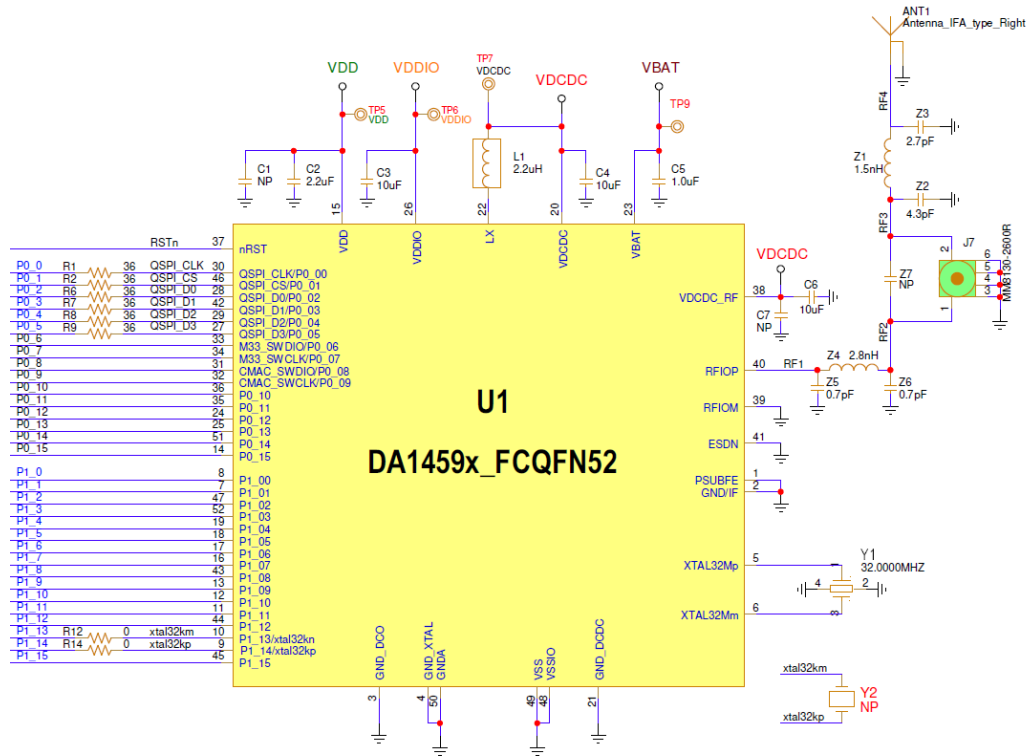 ANT1
Antenna_IFA_type_Right
RF4
Z3
2.7pF
Z1
1.5nH
Z2
4.3pF
RF3
J7
MM8130-2600R
2
6
5
4
3
1
Z7
NP
RF2
VDD
TP5
VDD
VDDIO
TP6
VDDIO
TP7
VDCDC
VDCDC
VBAT
TP9
C1
NP
C2
2.2uF
C3
10uF
L1
2.2uH
C4
10uF
C5
1.0uF
15
26
22
20
23
VDD
VDDIO
LX
VDCDC
VBAT
RSTn 37 nRST
P0_0 R1 36 QSPI_CLK 30 QSPI_CLK/P0_00
P0_1 R2 36 QSPI_CS 46 QSPI_CS/P0_01
P0_2 R6 36 QSPI_D0 28 QSPI_D0/P0_02
P0_3 R7 36 QSPI_D1 42 QSPI_D1/P0_03
P0_4 R8 36 QSPI_D2 29 QSPI_D2/P0_04
P0_5 R9 36 QSPI_D3 27 QSPI_D3/P0_05
P0_6 33 M33_SWDIO/P0_06
P0_7 34 M33_SWCLK/P0_07
P0_8 31 CMAC_SWDIO/P0_08
P0_9 32 CMAC_SWCLK/P0_09
P0_10 36 P0_10
P0_11 35 P0_11
P0_12 24 P0_12
P0_13 25 P0_13
P0_14 51 P0_14
P0_15 14 P0_15
P1_0 8 P1_00
P1_1 7 P1_01
P1_2 47 P1_02
P1_3 52 P1_03
P1_4 19 P1_04
P1_5 18 P1_05
P1_6 17 P1_06
P1_7 16 P1_07
P1_8 43 P1_08
P1_9 13 P1_09
P1_10 12 P1_10
P1_11 11 P1_11
P1_12 44 P1_12
P1_13 R12 0 xtal32km 10 P1_13/xtal32kn
P1_14 R14 0 xtal32kp 9 P1_14/xtal32kp
P1_15 45 P1_15
U1
DA1459x_FCQFN52
VDCDC
VDCDC_RF 38
C6
10uF
C7
NP
RFIOP 40 RF1
Z4 2.8nH
Z5
0.7pF
Z6
0.7pF
RFIOM 39
ESDN 41
PSUBFE 1
GND/IF 2
XTAL32Mp 5
XTAL32Mm 6
Y1
32.0000MHZ
1
4
2
3
GND_DCO
GND_XTAL
GNDA
VSS
VSSIO
GND_DCDC
3
4
50
49
48
21
xtal32km
Y2
NP
xtal32kp